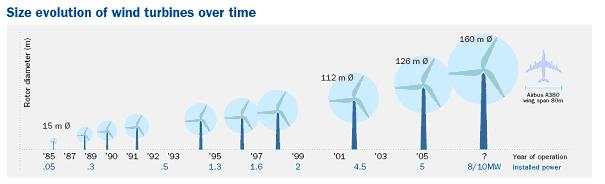 Size evolution of wind turbines over time
Rotor diameter (m)
15 m Ø
112 m Ø
126 m Ø
160 m Ø
Airbus A380
wing span 80m
'85 '87 '89 '90 '91 '92 '93 '95 '97 '99 '01 '03 '05 ? Year of operation
.05 .3 .5 1.3 1.6 2 4.5 5 8/10MW Installed power